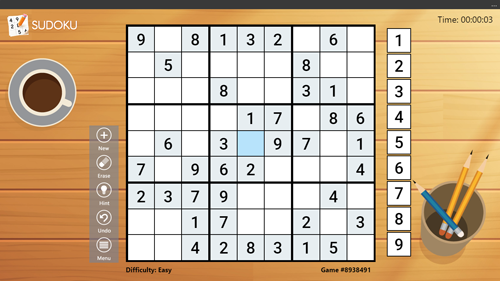 SUDOKU
Time: 00:00:03
9 8 1 3 2 6
5 8
8 3 1
1 7 8 6
6 3 9 7 1
7 9 6 2 4
2 3 7 9 4
1 7 2 3
4 2 8 3 1 5
1
2
3
4
5
6
7
8
9
New
Erase
Hint
Undo
Menu
Difficulty: Easy
Game #8938491